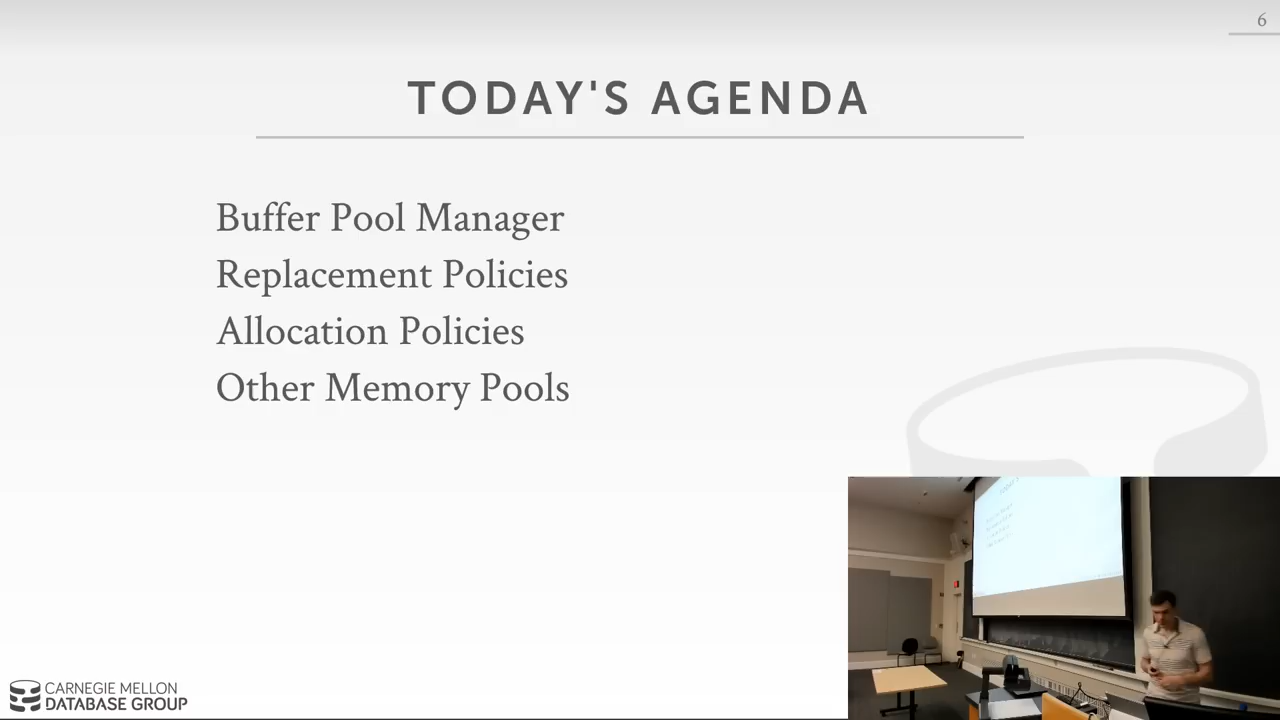 6
TODAY'S AGENDA
Buffer Pool Manager
Replacement Policies
Allocation Policies
Other Memory Pools
CARNEGIE MELLON
DATABASE GROUP